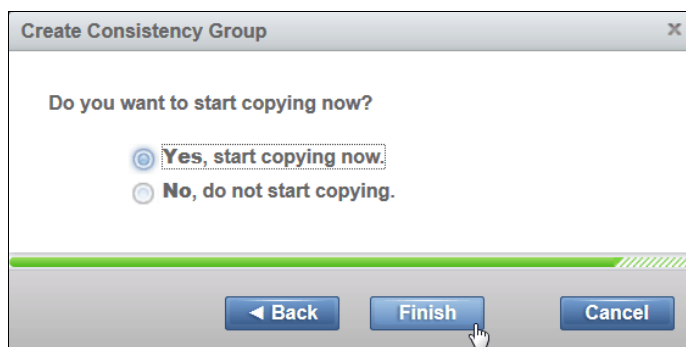 Create Consistency Group x
Do you want to start copying now?
Yes, start copying now.
No, do not start copying.
◄ Back Finish Cancel